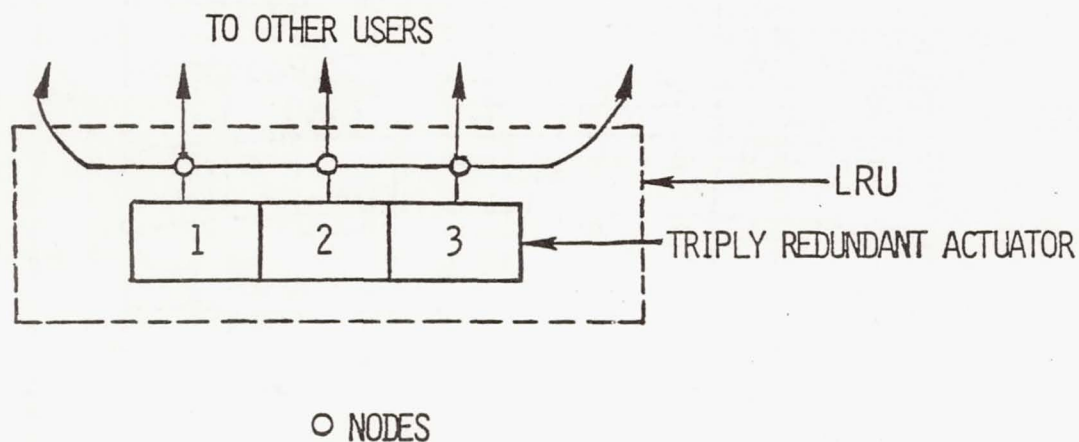 TO OTHER USERS
LRU
1 2 3
TRIPLY REDUNDANT ACTUATOR
O NODES